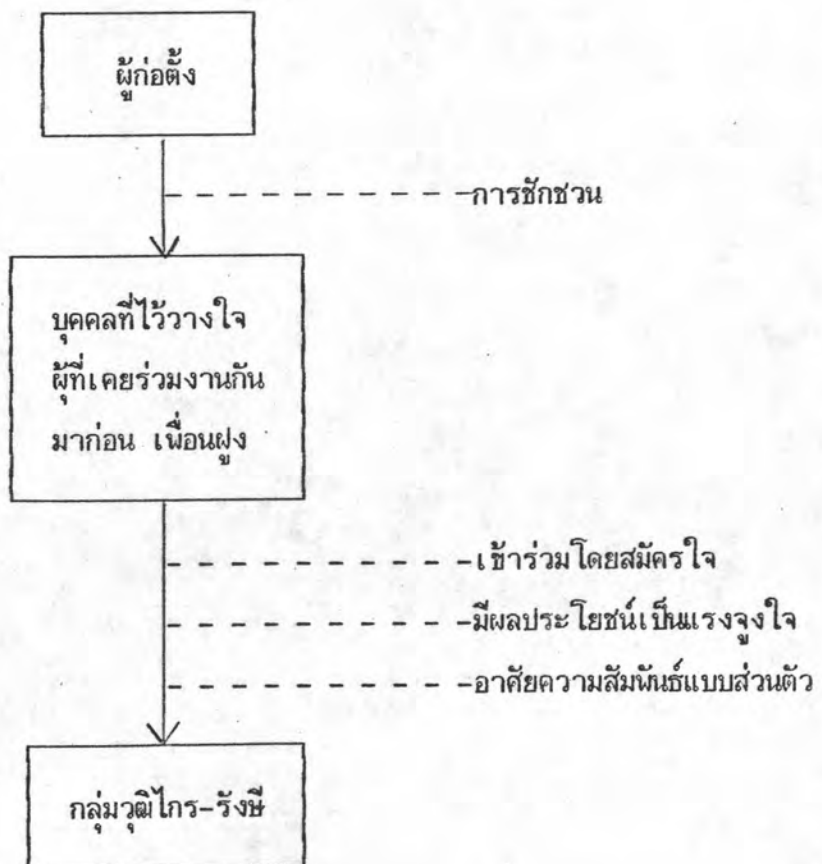 ผู้ก่อตั้ง
การชักชวน
บุคคลที่ไว้วางใจ
ผู้ที่เคยร่วมงานกัน
มาก่อน เพื่อนฝูง
เข้าร่วมโดยสมัครใจ
มีผลประโยชน์เป็นแรงจูงใจ
อาศัยความสัมพันธ์แบบส่วนตัว
กลุ่มวุฒิไกร-รังษี